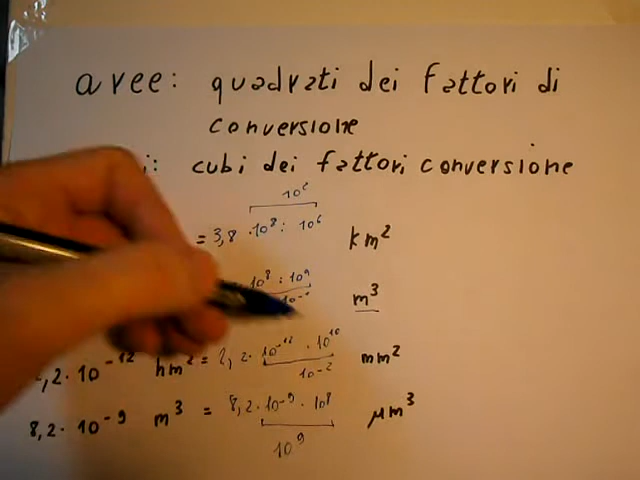 aree: quadrati dei fattori di
conversione
cubi dei fattori conversione
= 3,8 · 10⁸ : 10⁶ km²
10⁸ : 10⁹ m³
,2 · 10⁻¹² hm² = 2,2 · 10⁻¹² · 10¹⁰ mm²
10⁻²
8,2 · 10⁻⁹ m³ = 8,2 · 10⁻⁹ · 10⁸ μm³
10⁹